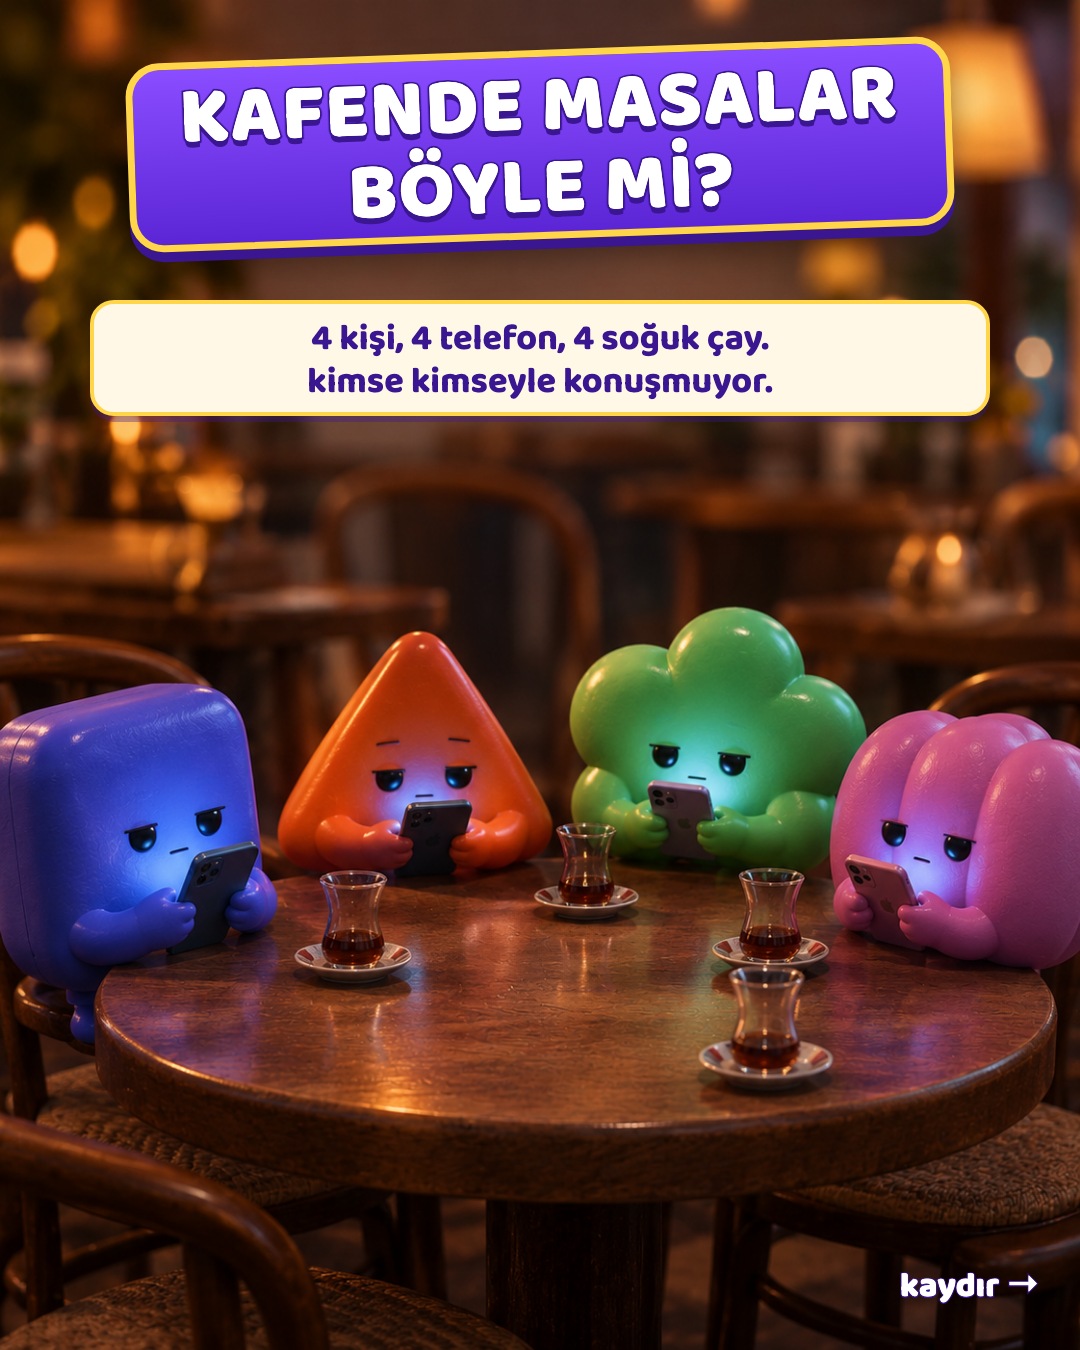 KAFENDE MASALAR
BÖYLE Mİ?
4 kişi, 4 telefon, 4 soğuk çay.
kimse kimseyle konuşmuyor.
kaydır →